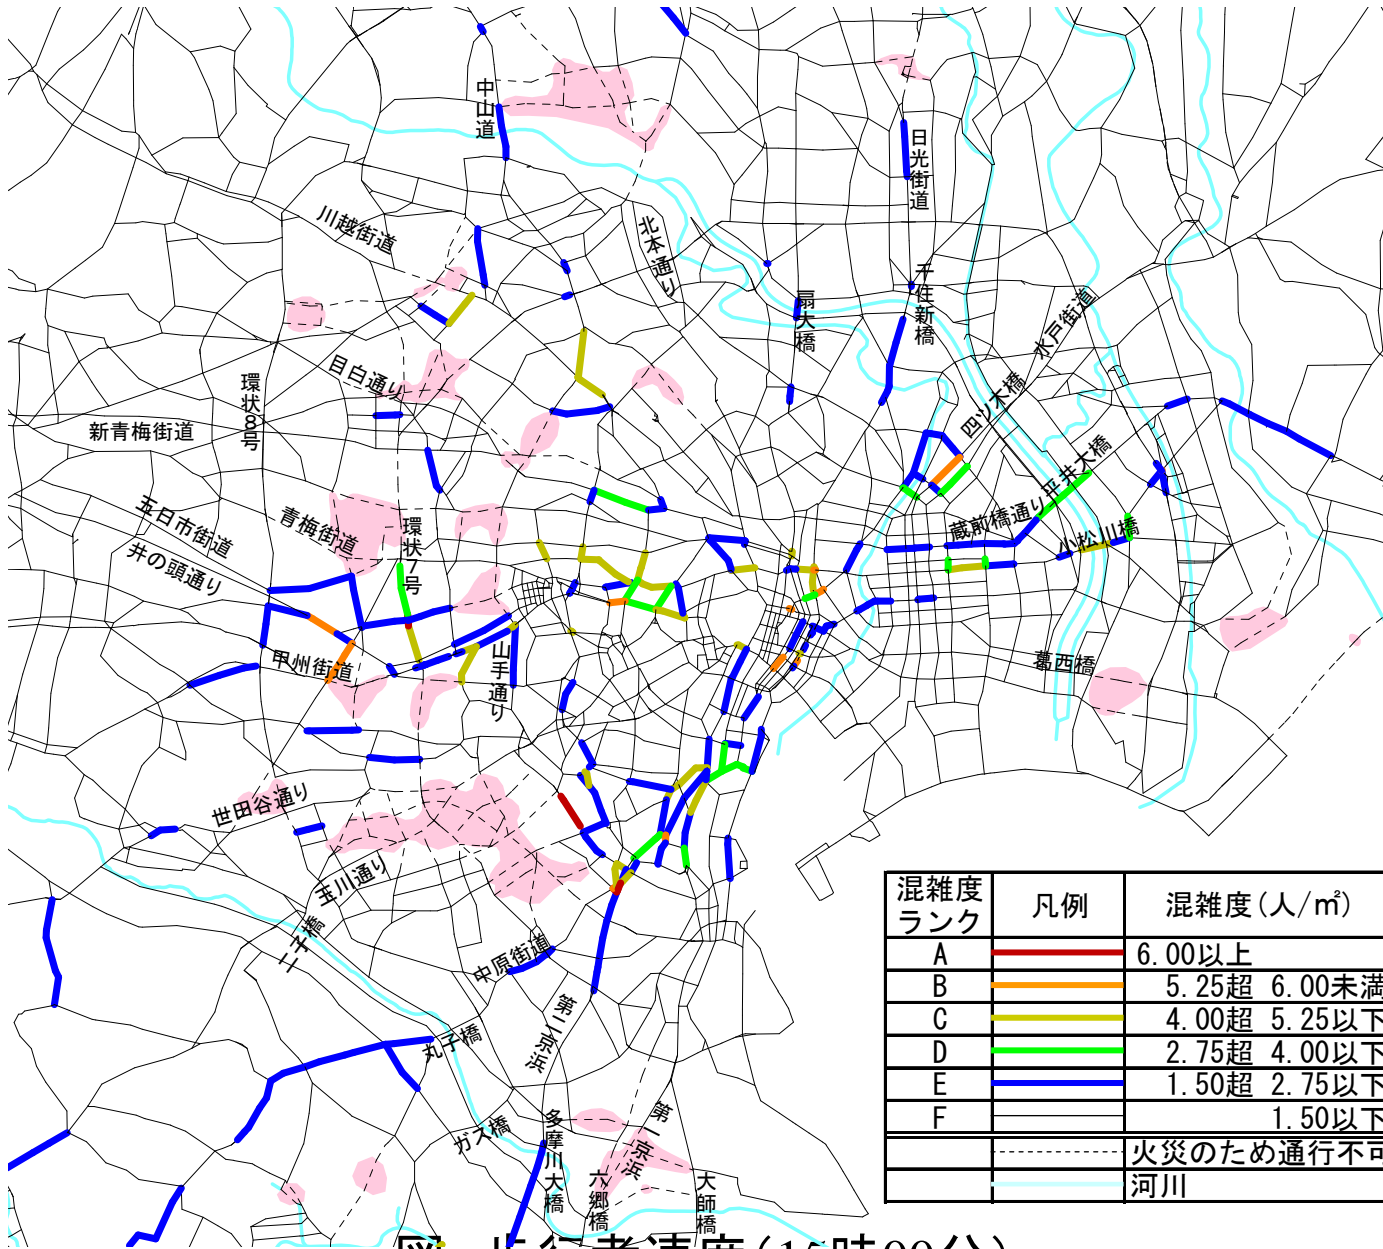 中山道
日光街道
川越街道
北本通り
千住新橋
扇大橋
水戸街道
目白通り
環状8号
四ツ木橋
新青梅街道
平井大橋
五日市街道
青梅街道
環状7号
蔵前橋通り
小松川橋
井の頭通り
甲州街道
山手通り
葛西橋
世田谷通り
玉川通り
二子橋
中原街道
第二京浜
丸子橋
ガス橋
多摩川大橋
第一京浜
六郷橋
大師橋
混雑度ランク 凡例 混雑度(人/㎡)
A 6.00以上
B 5.25超 6.00未満
C 4.00超 5.25以下
D 2.75超 4.00以下
E 1.50超 2.75以下
F 1.50以下
火災のため通行不可
河川